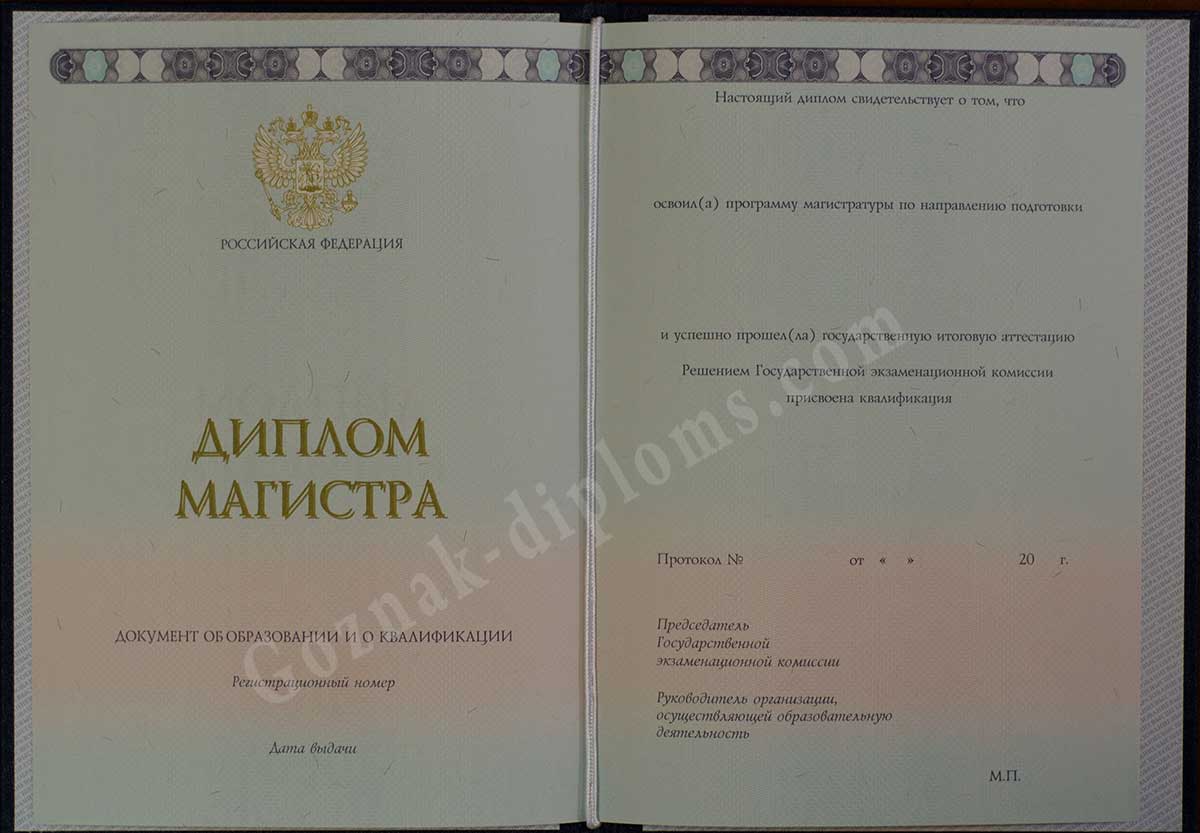 РОССИЙСКАЯ ФЕДЕРАЦИЯ
ДИПЛОМ
МАГИСТРА
ДОКУМЕНТ ОБ ОБРАЗОВАНИИ И О КВАЛИФИКАЦИИ
Регистрационный номер
Дата выдачи
Настоящий диплом свидетельствует о том, что
освоил(а) программу магистратуры по направлению подготовки
и успешно прошел(ла) государственную итоговую аттестацию
Решением Государственной экзаменационной комиссии
присвоена квалификация
Протокол № от « » 20 г.
Председатель
Государственной
экзаменационной комиссии
Руководитель организации,
осуществляющей образовательную
деятельность
М.П.
Goznak-diploms.com